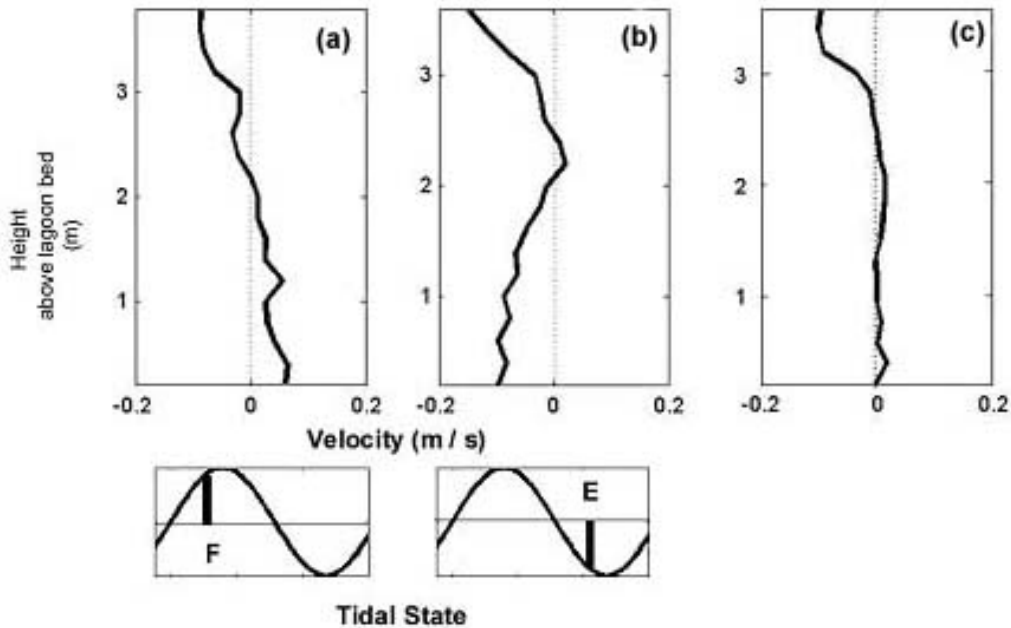 (a)
(b)
(c)
3
2
1
3
2
1
3
2
1
Height
above lagoon bed
(m)
-0.2
0
0.2
-0.2
0
0.2
-0.2
0
0.2
Velocity (m / s)
F
E
Tidal State